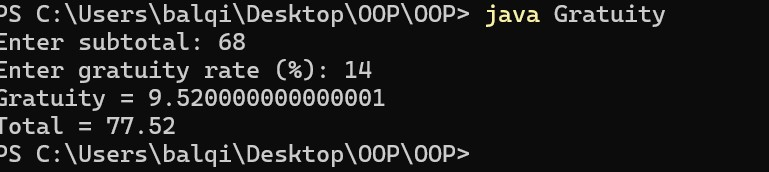 PS C:\Users\balqi\Desktop\OOP\OOP> java Gratuity
Enter subtotal: 68
Enter gratuity rate (%): 14
Gratuity = 9.520000000000001
Total = 77.52
PS C:\Users\balqi\Desktop\OOP\OOP>